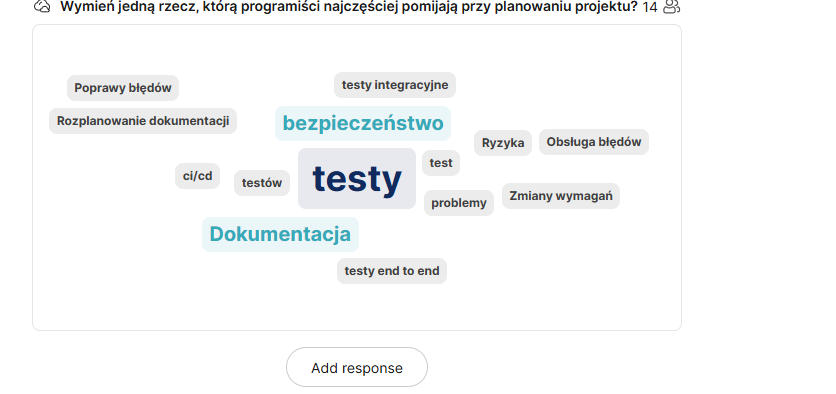 Wymień jedną rzecz, którą programiści najczęściej pomijają przy planowaniu projektu? 14
testy integracyjne
Poprawy błędów
Rozplanowanie dokumentacji
bezpieczeństwo
Ryzyka
Obsługa błędów
test
ci/cd
testów
testy
problemy
Zmiany wymagań
Dokumentacja
testy end to end
Add response